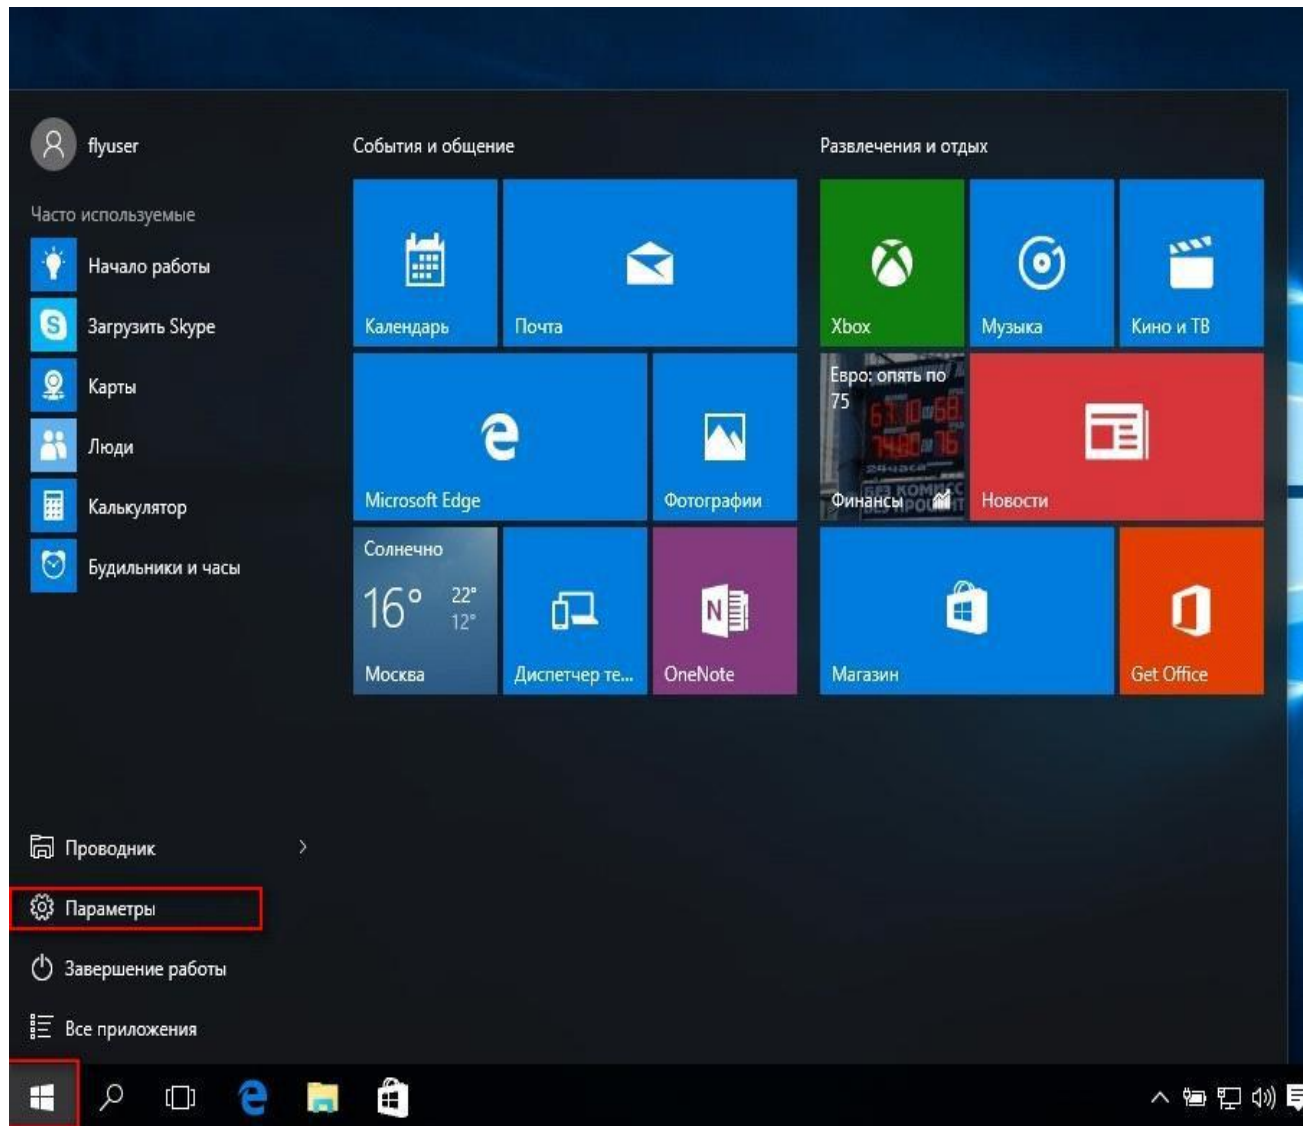 flyuser
Часто используемые
Начало работы
Загрузить Skype
Карты
Люди
Калькулятор
Будильники и часы
Проводник
Параметры
Завершение работы
Все приложения
События и общение
Календарь
Почта
Microsoft Edge
Фотографии
Солнечно
16° 22°
12°
Москва
Диспетчер те...
OneNote
Развлечения и отдых
Xbox
Музыка
Кино и ТВ
Евро: опять по
75
Финансы
Новости
Магазин
Get Office